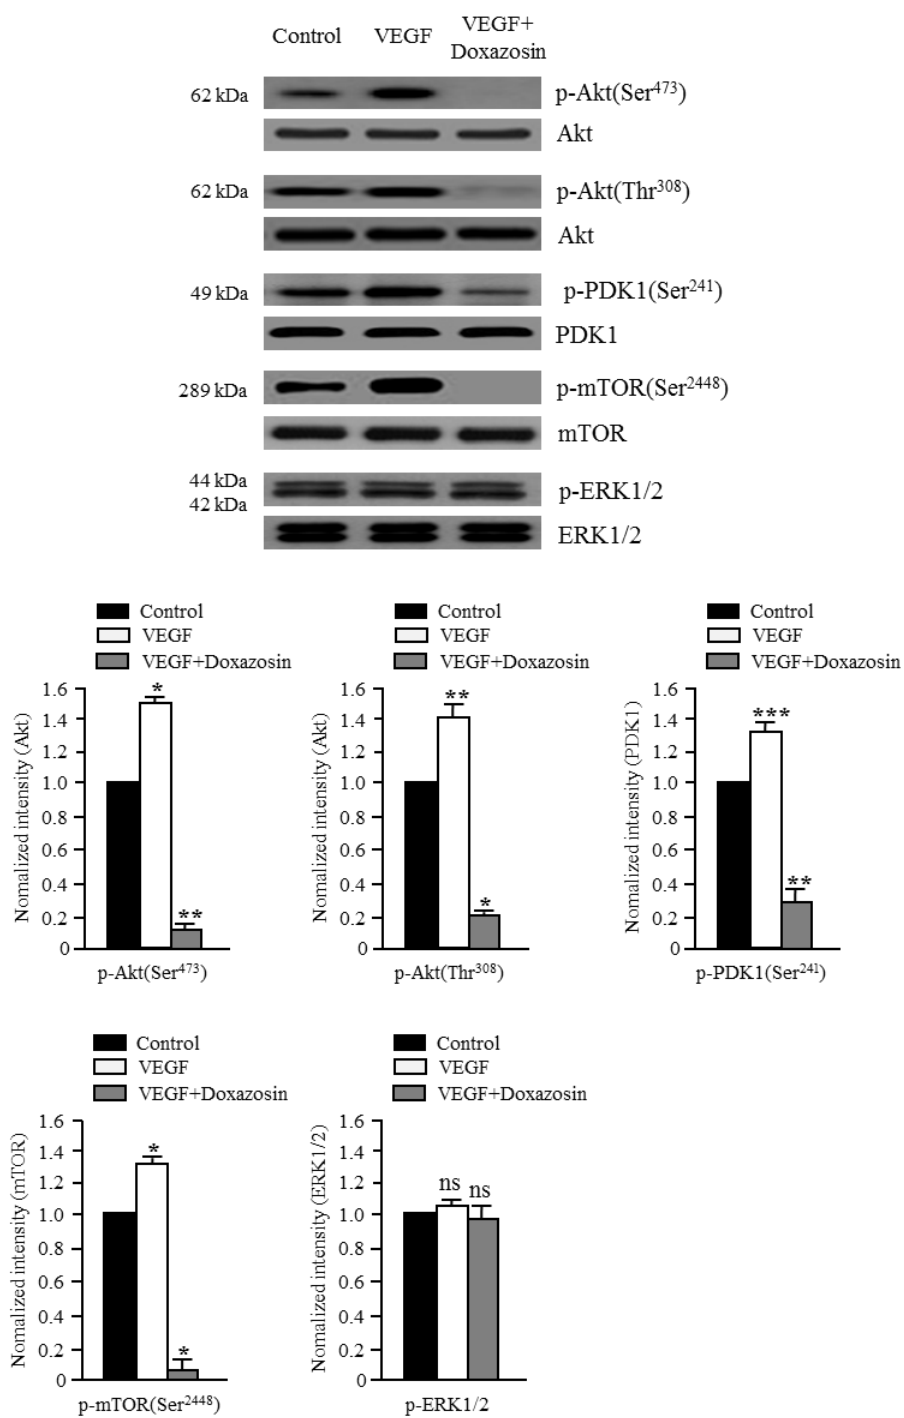 Control VEGF VEGF+
Doxazosin
62 kDa p-Akt(Ser473)
Akt
62 kDa p-Akt(Thr308)
Akt
49 kDa p-PDK1(Ser241)
PDK1
289 kDa p-mTOR(Ser2448)
mTOR
44 kDa
42 kDa
p-ERK1/2
ERK1/2
Control
VEGF
VEGF+Doxazosin
Nomalized intensity (Akt)
1.6
1.4
1.2
1.0
0.8
0.6
0.4
0.2
0
*
**
p-Akt(Ser473)
Control
VEGF
VEGF+Doxazosin
Nomalized intensity (Akt)
1.6
1.4
1.2
1.0
0.8
0.6
0.4
0.2
0
**
*
p-Akt(Thr308)
Control
VEGF
VEGF+Doxazosin
Nomalized intensity (PDK1)
1.6
1.4
1.2
1.0
0.8
0.6
0.4
0.2
0
***
**
p-PDK1(Ser241)
Control
VEGF
VEGF+Doxazosin
Nomalized intensity (mTOR)
1.6
1.4
1.2
1.0
0.8
0.6
0.4
0.2
0
*
*
p-mTOR(Ser2448)
Control
VEGF
VEGF+Doxazosin
Nomalized intensity (ERK1/2)
1.6
1.4
1.2
1.0
0.8
0.6
0.4
0.2
0
ns ns
p-ERK1/2